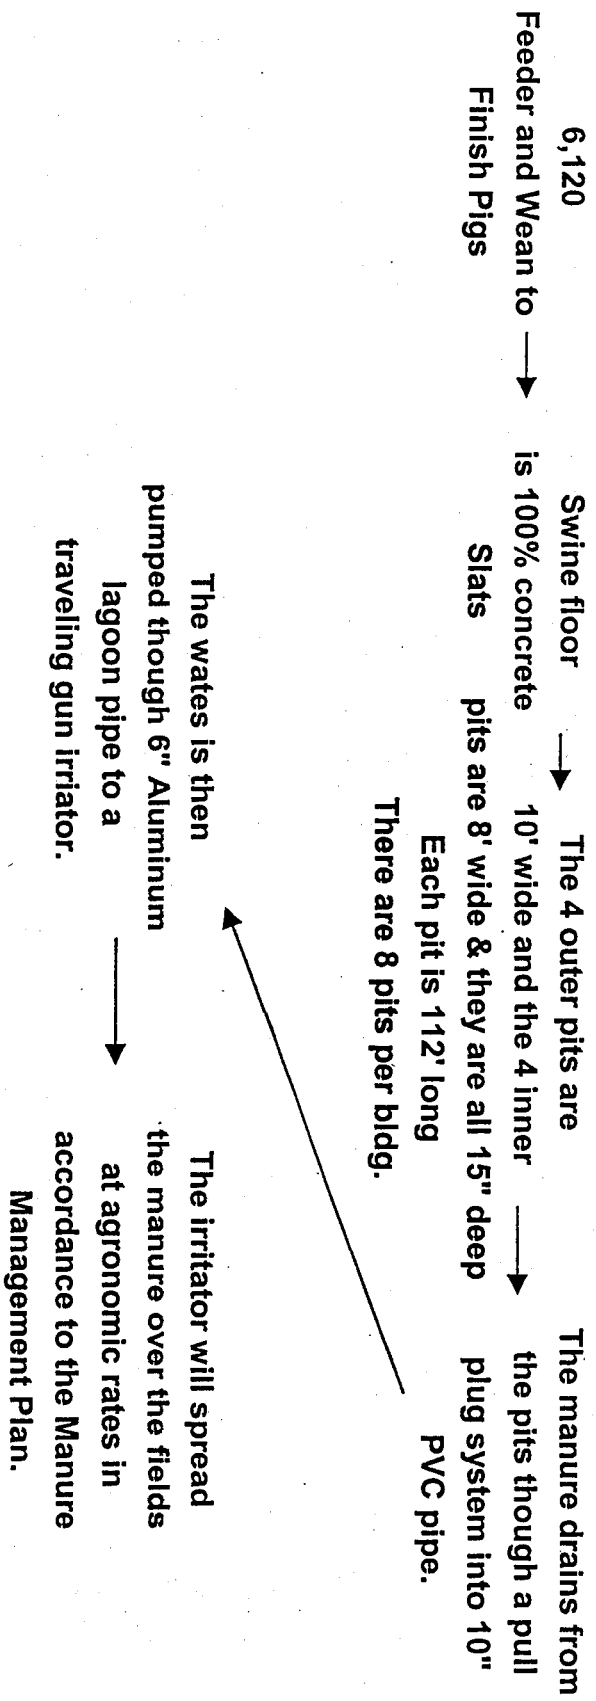 6,120
Feeder and Wean to
Finish Pigs
Swine floor
is 100% concrete
Slats
The 4 outer pits are
10' wide and the 4 inner
pits are 8' wide & they are all 15" deep
Each pit is 112' long
There are 8 pits per bldg.
The manure drains from
the pits though a pull
plug system into 10"
PVC pipe.
The wates is then
pumped though 6" Aluminum
lagoon pipe to a
traveling gun irriator.
The irritator will spread
the manure over the fields
at agronomic rates in
accordance to the Manure
Management Plan.